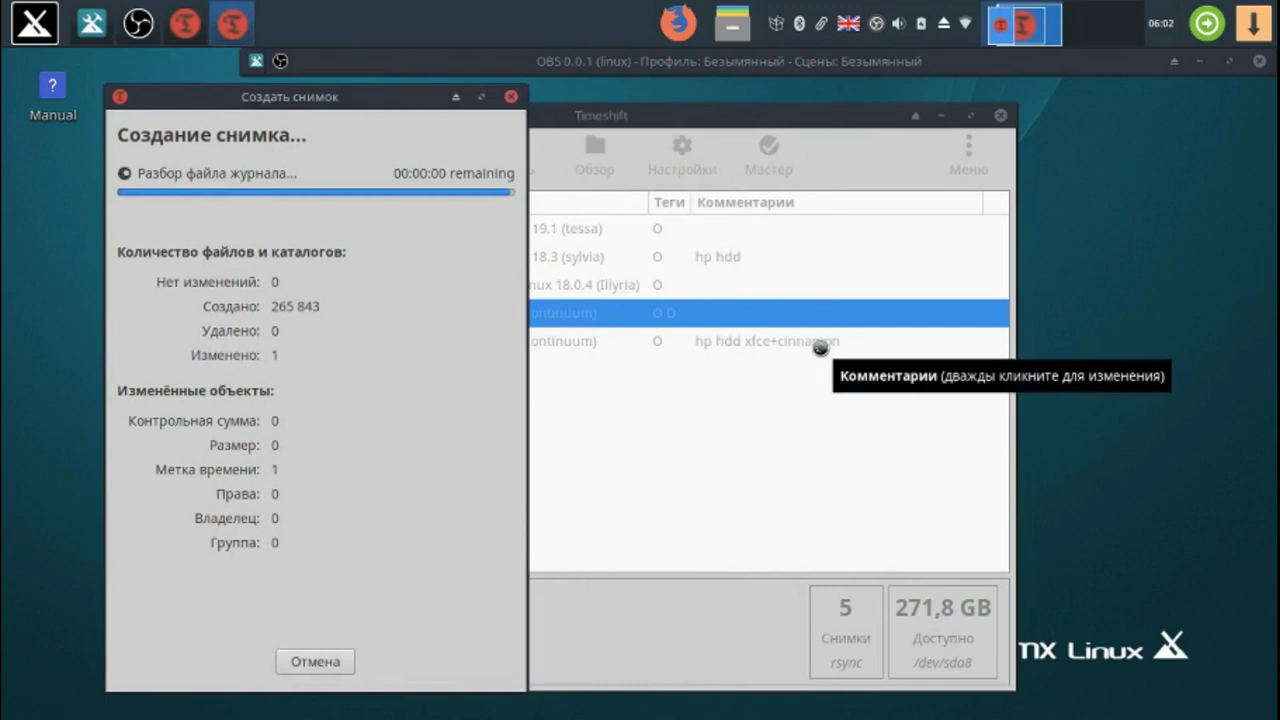 06:02
OBS 0.0.1 (linux) - Профиль: Безымянный - Сцены: Безымянный
?
Manual
Создать снимок
Создание снимка...
Разбор файла журнала... 00:00:00 remaining
Количество файлов и каталогов:
Нет изменений: 0
Создано: 265 843
Удалено: 0
Изменено: 1
Изменённые объекты:
Контрольная сумма: 0
Размер: 0
Метка времени: 1
Права: 0
Владелец: 0
Группа: 0
Отмена
Timeshift
Обзор Настройки Мастер Меню
Теги Комментарии
19.1 (tessa) O
18.3 (sylvia) O hp hdd
nux 18.0.4 (Illyria) O
ontinuum) O D
ontinuum) O hp hdd xfce+cinnamon
Комментарии (дважды кликните для изменения)
5
Снимки
rsync
271,8 GB
Доступно
/dev/sda8
MX Linux